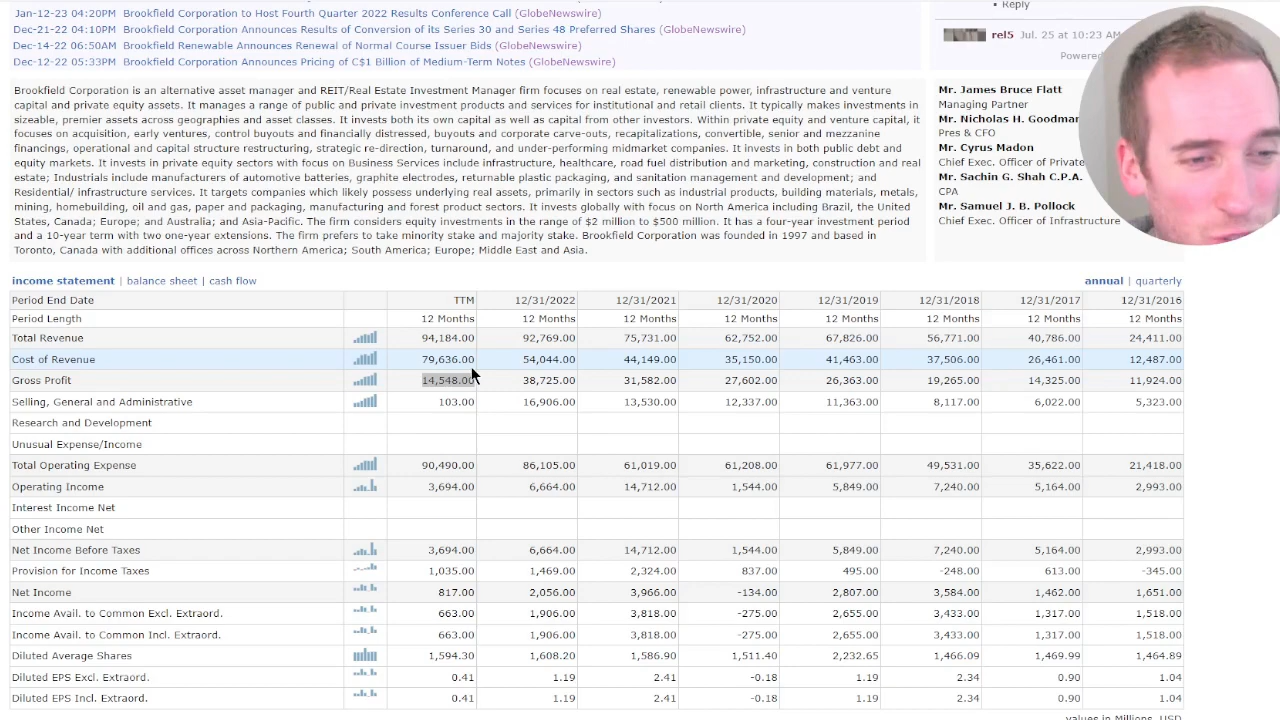 Jan-12-23 04:20PM Brookfield Corporation to Host Fourth Quarter 2022 Results Conference Call (GlobeNewswire)
Dec-21-22 04:10PM Brookfield Corporation Announces Results of Conversion of its Series 30 and Series 48 Preferred Shares (GlobeNewswire)
Dec-14-22 06:50AM Brookfield Renewable Announces Renewal of Normal Course Issuer Bids (GlobeNewswire)
Dec-12-22 05:33PM Brookfield Corporation Announces Pricing of C$1 Billion of Medium-Term Notes (GlobeNewswire)
• Reply
rel5 Jul. 25 at 10:23 AM
Powered
Brookfield Corporation is an alternative asset manager and REIT/Real Estate Investment Manager firm focuses on real estate, renewable power, infrastructure and venture
capital and private equity assets. It manages a range of public and private investment products and services for institutional and retail clients. It typically makes investments in
sizeable, premier assets across geographies and asset classes. It invests both its own capital as well as capital from other investors. Within private equity and venture capital, it
focuses on acquisition, early ventures, control buyouts and financially distressed, buyouts and corporate carve-outs, recapitalizations, convertible, senior and mezzanine
financings, operational and capital structure restructuring, strategic re-direction, turnaround, and under-performing midmarket companies. It invests in both public debt and
equity markets. It invests in private equity sectors with focus on Business Services include infrastructure, healthcare, road fuel distribution and marketing, construction and real
estate; Industrials include manufacturers of automotive batteries, graphite electrodes, returnable plastic packaging, and sanitation management and development; and
Residential/ infrastructure services. It targets companies which likely possess underlying real assets, primarily in sectors such as industrial products, building materials, metals,
mining, homebuilding, oil and gas, paper and packaging, manufacturing and forest product sectors. It invests globally with focus on North America including Brazil, the United
States, Canada; Europe; and Australia; and Asia-Pacific. The firm considers equity investments in the range of $2 million to $500 million. It has a four-year investment period
and a 10-year term with two one-year extensions. The firm prefers to take minority stake and majority stake. Brookfield Corporation was founded in 1997 and based in
Toronto, Canada with additional offices across Northern America; South America; Europe; Middle East and Asia.
Mr. James Bruce Flatt
Managing Partner
Mr. Nicholas H. Goodman
Pres & CFO
Mr. Cyrus Madon
Chief Exec. Officer of Private
Mr. Sachin G. Shah C.P.A.
CPA
Mr. Samuel J. B. Pollock
Chief Exec. Officer of Infrastructure
income statement | balance sheet | cash flow annual | quarterly
Period End Date TTM 12/31/2022 12/31/2021 12/31/2020 12/31/2019 12/31/2018 12/31/2017 12/31/2016
Period Length 12 Months 12 Months 12 Months 12 Months 12 Months 12 Months 12 Months 12 Months
Total Revenue 94,184.00 92,769.00 75,731.00 62,752.00 67,826.00 56,771.00 40,786.00 24,411.00
Cost of Revenue 79,636.00 54,044.00 44,149.00 35,150.00 41,463.00 37,506.00 26,461.00 12,487.00
Gross Profit 14,548.00 38,725.00 31,582.00 27,602.00 26,363.00 19,265.00 14,325.00 11,924.00
Selling, General and Administrative 103.00 16,906.00 13,530.00 12,337.00 11,363.00 8,117.00 6,022.00 5,323.00
Research and Development
Unusual Expense/Income
Total Operating Expense 90,490.00 86,105.00 61,019.00 61,208.00 61,977.00 49,531.00 35,622.00 21,418.00
Operating Income 3,694.00 6,664.00 14,712.00 1,544.00 5,849.00 7,240.00 5,164.00 2,993.00
Interest Income Net
Other Income Net
Net Income Before Taxes 3,694.00 6,664.00 14,712.00 1,544.00 5,849.00 7,240.00 5,164.00 2,993.00
Provision for Income Taxes 1,035.00 1,469.00 2,324.00 837.00 495.00 -248.00 613.00 -345.00
Net Income 817.00 2,056.00 3,966.00 -134.00 2,807.00 3,584.00 1,462.00 1,651.00
Income Avail. to Common Excl. Extraord. 663.00 1,906.00 3,818.00 -275.00 2,655.00 3,433.00 1,317.00 1,518.00
Income Avail. to Common Incl. Extraord. 663.00 1,906.00 3,818.00 -275.00 2,655.00 3,433.00 1,317.00 1,518.00
Diluted Average Shares 1,594.30 1,608.20 1,586.90 1,511.40 2,232.65 1,466.09 1,469.99 1,464.89
Diluted EPS Excl. Extraord. 0.41 1.19 2.41 -0.18 1.19 2.34 0.90 1.04
Diluted EPS Incl. Extraord. 0.41 1.19 2.41 -0.18 1.19 2.34 0.90 1.04
values in Millions, USD